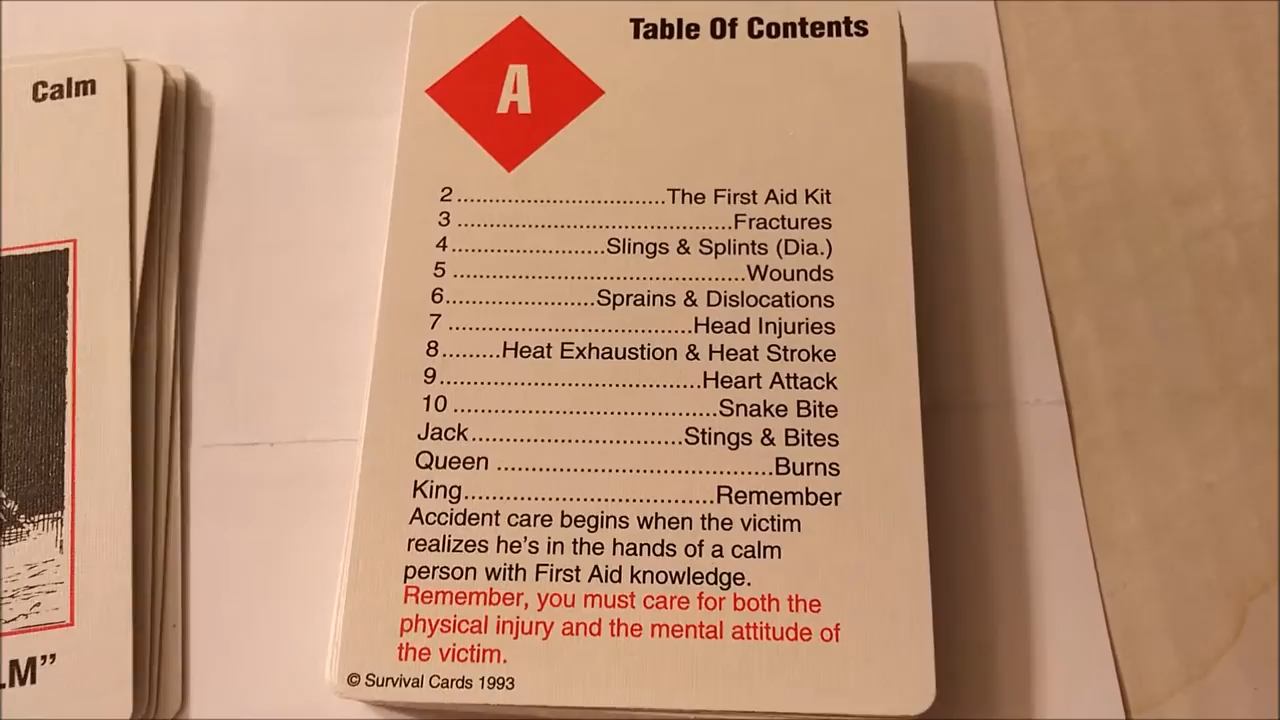 Calm
LM”
A
Table Of Contents
2..................................The First Aid Kit
3.............................................Fractures
4.........................Slings & Splints (Dia.)
5................................................Wounds
6........................Sprains & Dislocations
7........................................Head Injuries
8.........Heat Exhaustion & Heat Stroke
9...........................................Heart Attack
10...........................................Snake Bite
Jack..................................Stings & Bites
Queen.............................................Burns
King.........................................Remember
Accident care begins when the victim
realizes he's in the hands of a calm
person with First Aid knowledge.
Remember, you must care for both the
physical injury and the mental attitude of
the victim.
© Survival Cards 1993